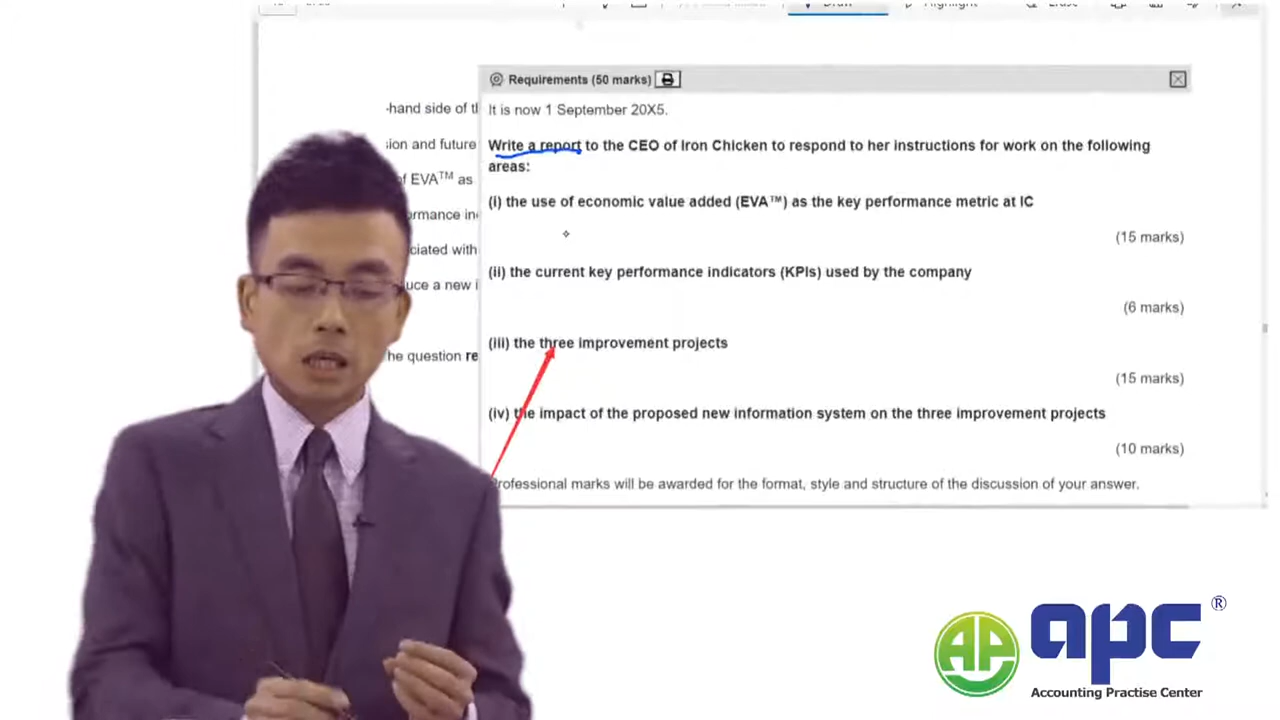 Requirements (50 marks)
It is now 1 September 20X5.
-hand side of t
Write a report to the CEO of Iron Chicken to respond to her instructions for work on the following
areas:
sion and future
of EVA™ as
(i) the use of economic value added (EVA™) as the key performance metric at IC
ormance in
(15 marks)
ciated with
(ii) the current key performance indicators (KPIs) used by the company
uce a new i
(6 marks)
(iii) the three improvement projects
he question re
(15 marks)
(iv) the impact of the proposed new information system on the three improvement projects
(10 marks)
Professional marks will be awarded for the format, style and structure of the discussion of your answer.
AP
apc®
Accounting Practise Center